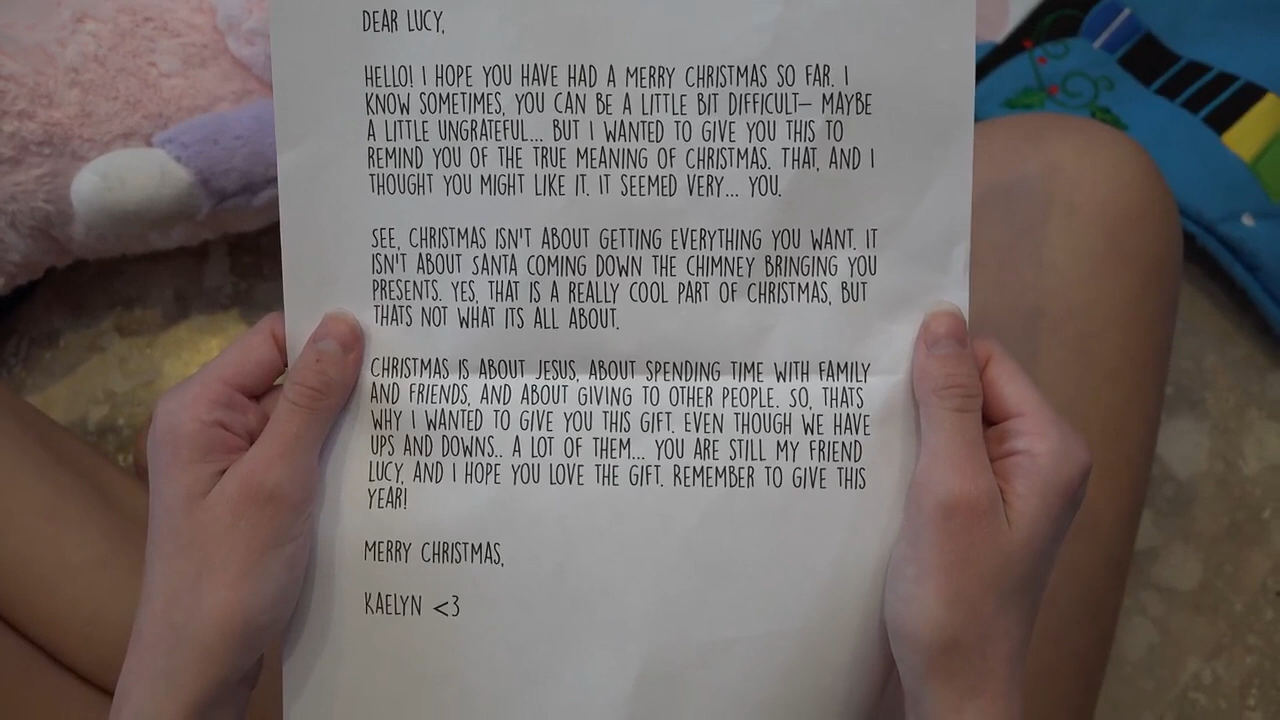 DEAR LUCY,
HELLO! I HOPE YOU HAVE HAD A MERRY CHRISTMAS SO FAR. I
KNOW SOMETIMES, YOU CAN BE A LITTLE BIT DIFFICULT– MAYBE
A LITTLE UNGRATEFUL... BUT I WANTED TO GIVE YOU THIS TO
REMIND YOU OF THE TRUE MEANING OF CHRISTMAS. THAT, AND I
THOUGHT YOU MIGHT LIKE IT. IT SEEMED VERY... YOU.
SEE, CHRISTMAS ISN'T ABOUT GETTING EVERYTHING YOU WANT. IT
ISN'T ABOUT SANTA COMING DOWN THE CHIMNEY BRINGING YOU
PRESENTS. YES, THAT IS A REALLY COOL PART OF CHRISTMAS, BUT
THATS NOT WHAT ITS ALL ABOUT.
CHRISTMAS IS ABOUT JESUS, ABOUT SPENDING TIME WITH FAMILY
AND FRIENDS, AND ABOUT GIVING TO OTHER PEOPLE. SO, THATS
WHY I WANTED TO GIVE YOU THIS GIFT. EVEN THOUGH WE HAVE
UPS AND DOWNS.. A LOT OF THEM... YOU ARE STILL MY FRIEND
LUCY, AND I HOPE YOU LOVE THE GIFT. REMEMBER TO GIVE THIS
YEAR!
MERRY CHRISTMAS,
KAELYN <3